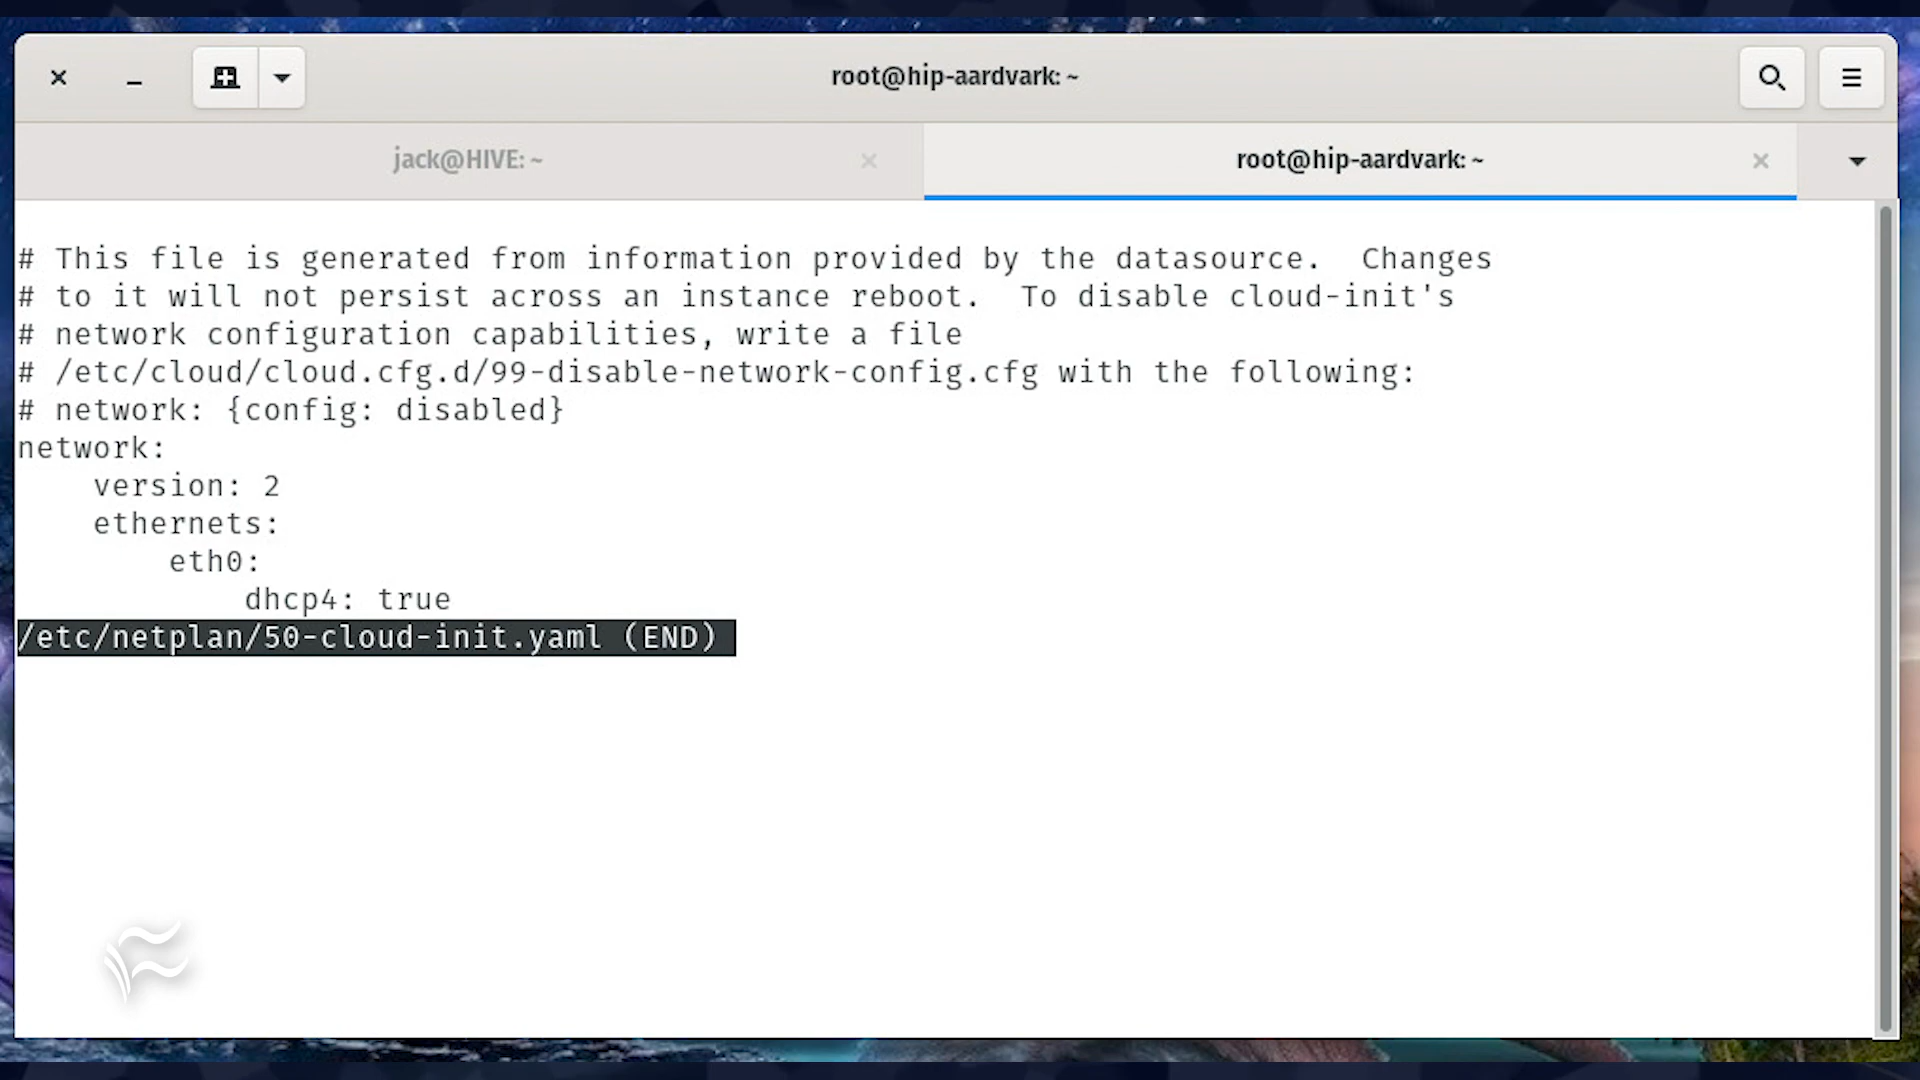 root@hip-aardvark: ~
jack@HIVE: ~
root@hip-aardvark: ~
# This file is generated from information provided by the datasource.  Changes
# to it will not persist across an instance reboot.  To disable cloud-init's
# network configuration capabilities, write a file
# /etc/cloud/cloud.cfg.d/99-disable-network-config.cfg with the following:
# network: {config: disabled}
network:
    version: 2
    ethernets:
        eth0:
            dhcp4: true
/etc/netplan/50-cloud-init.yaml (END)